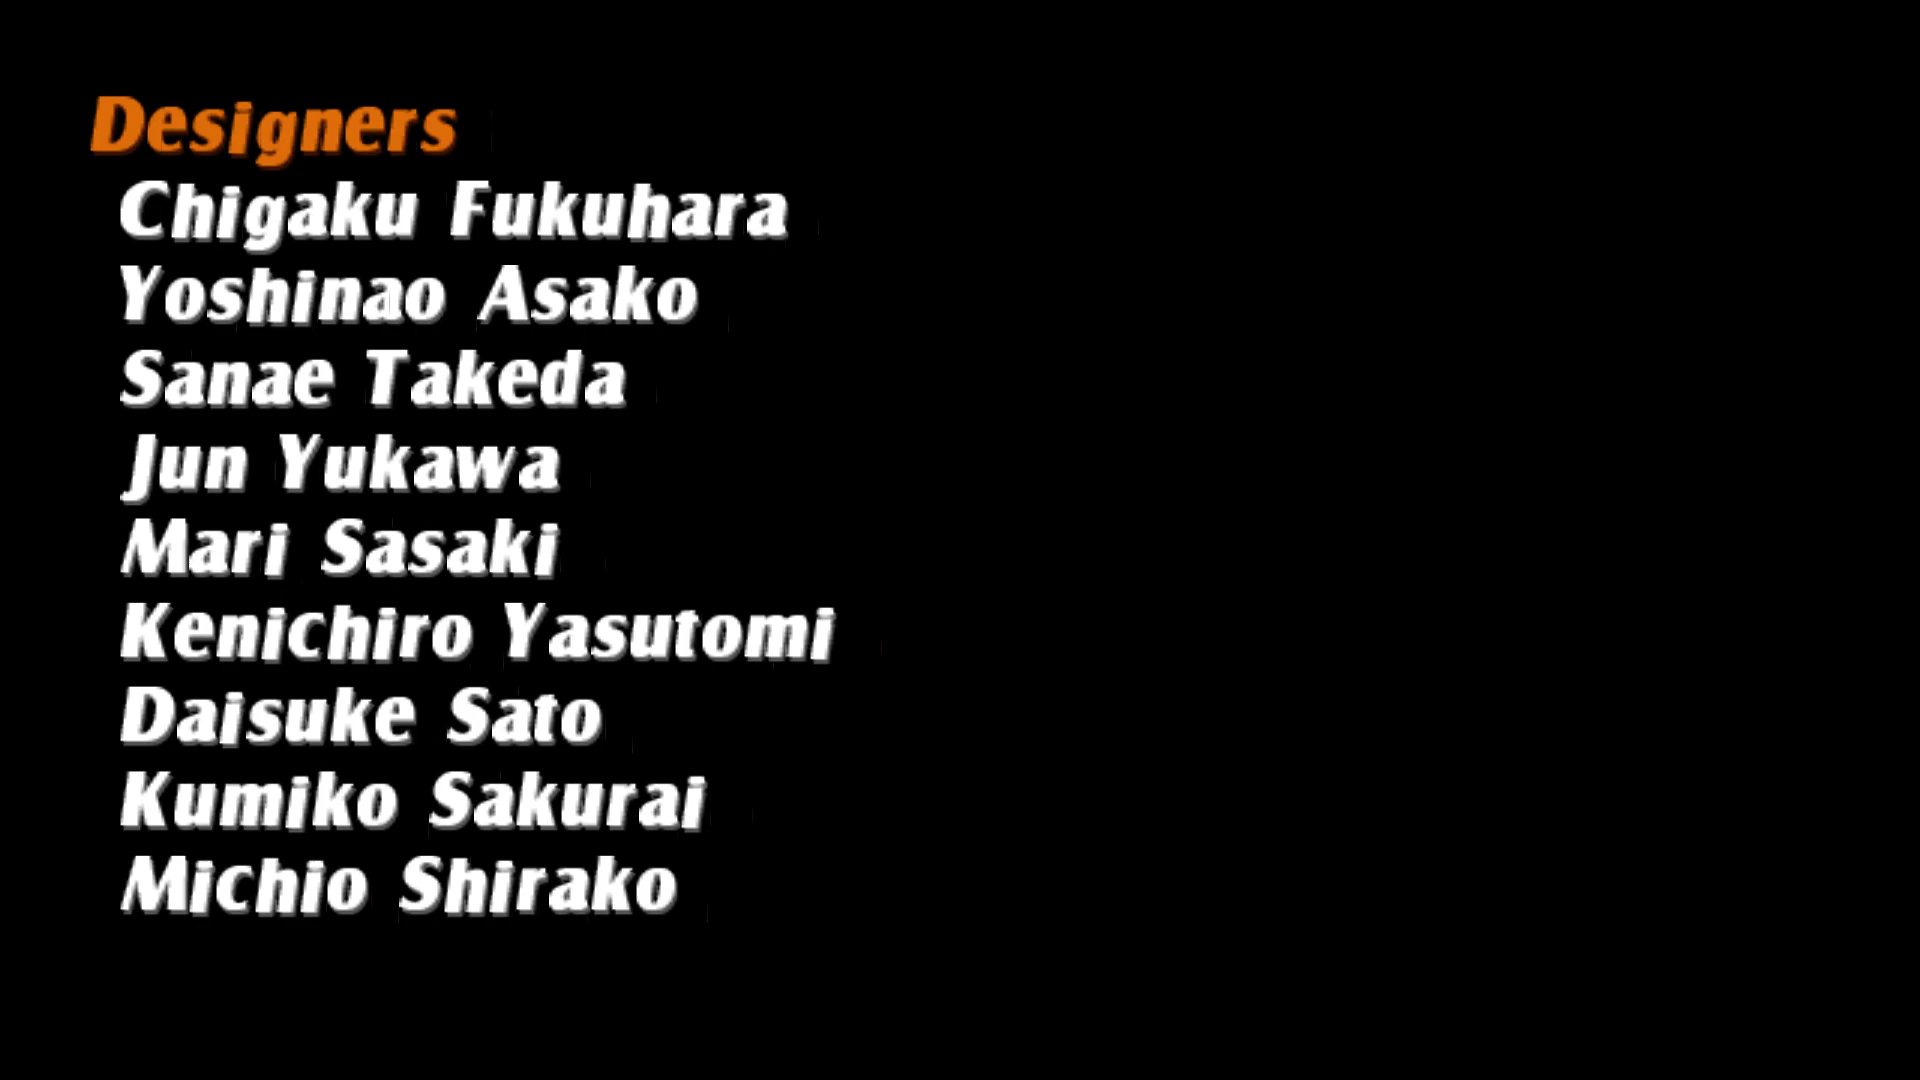 Designers
Chigaku Fukuhara
Yoshinao Asako
Sanae Takeda
Jun Yukawa
Mari Sasaki
Kenichiro Yasutomi
Daisuke Sato
Kumiko Sakurai
Michio Shirako